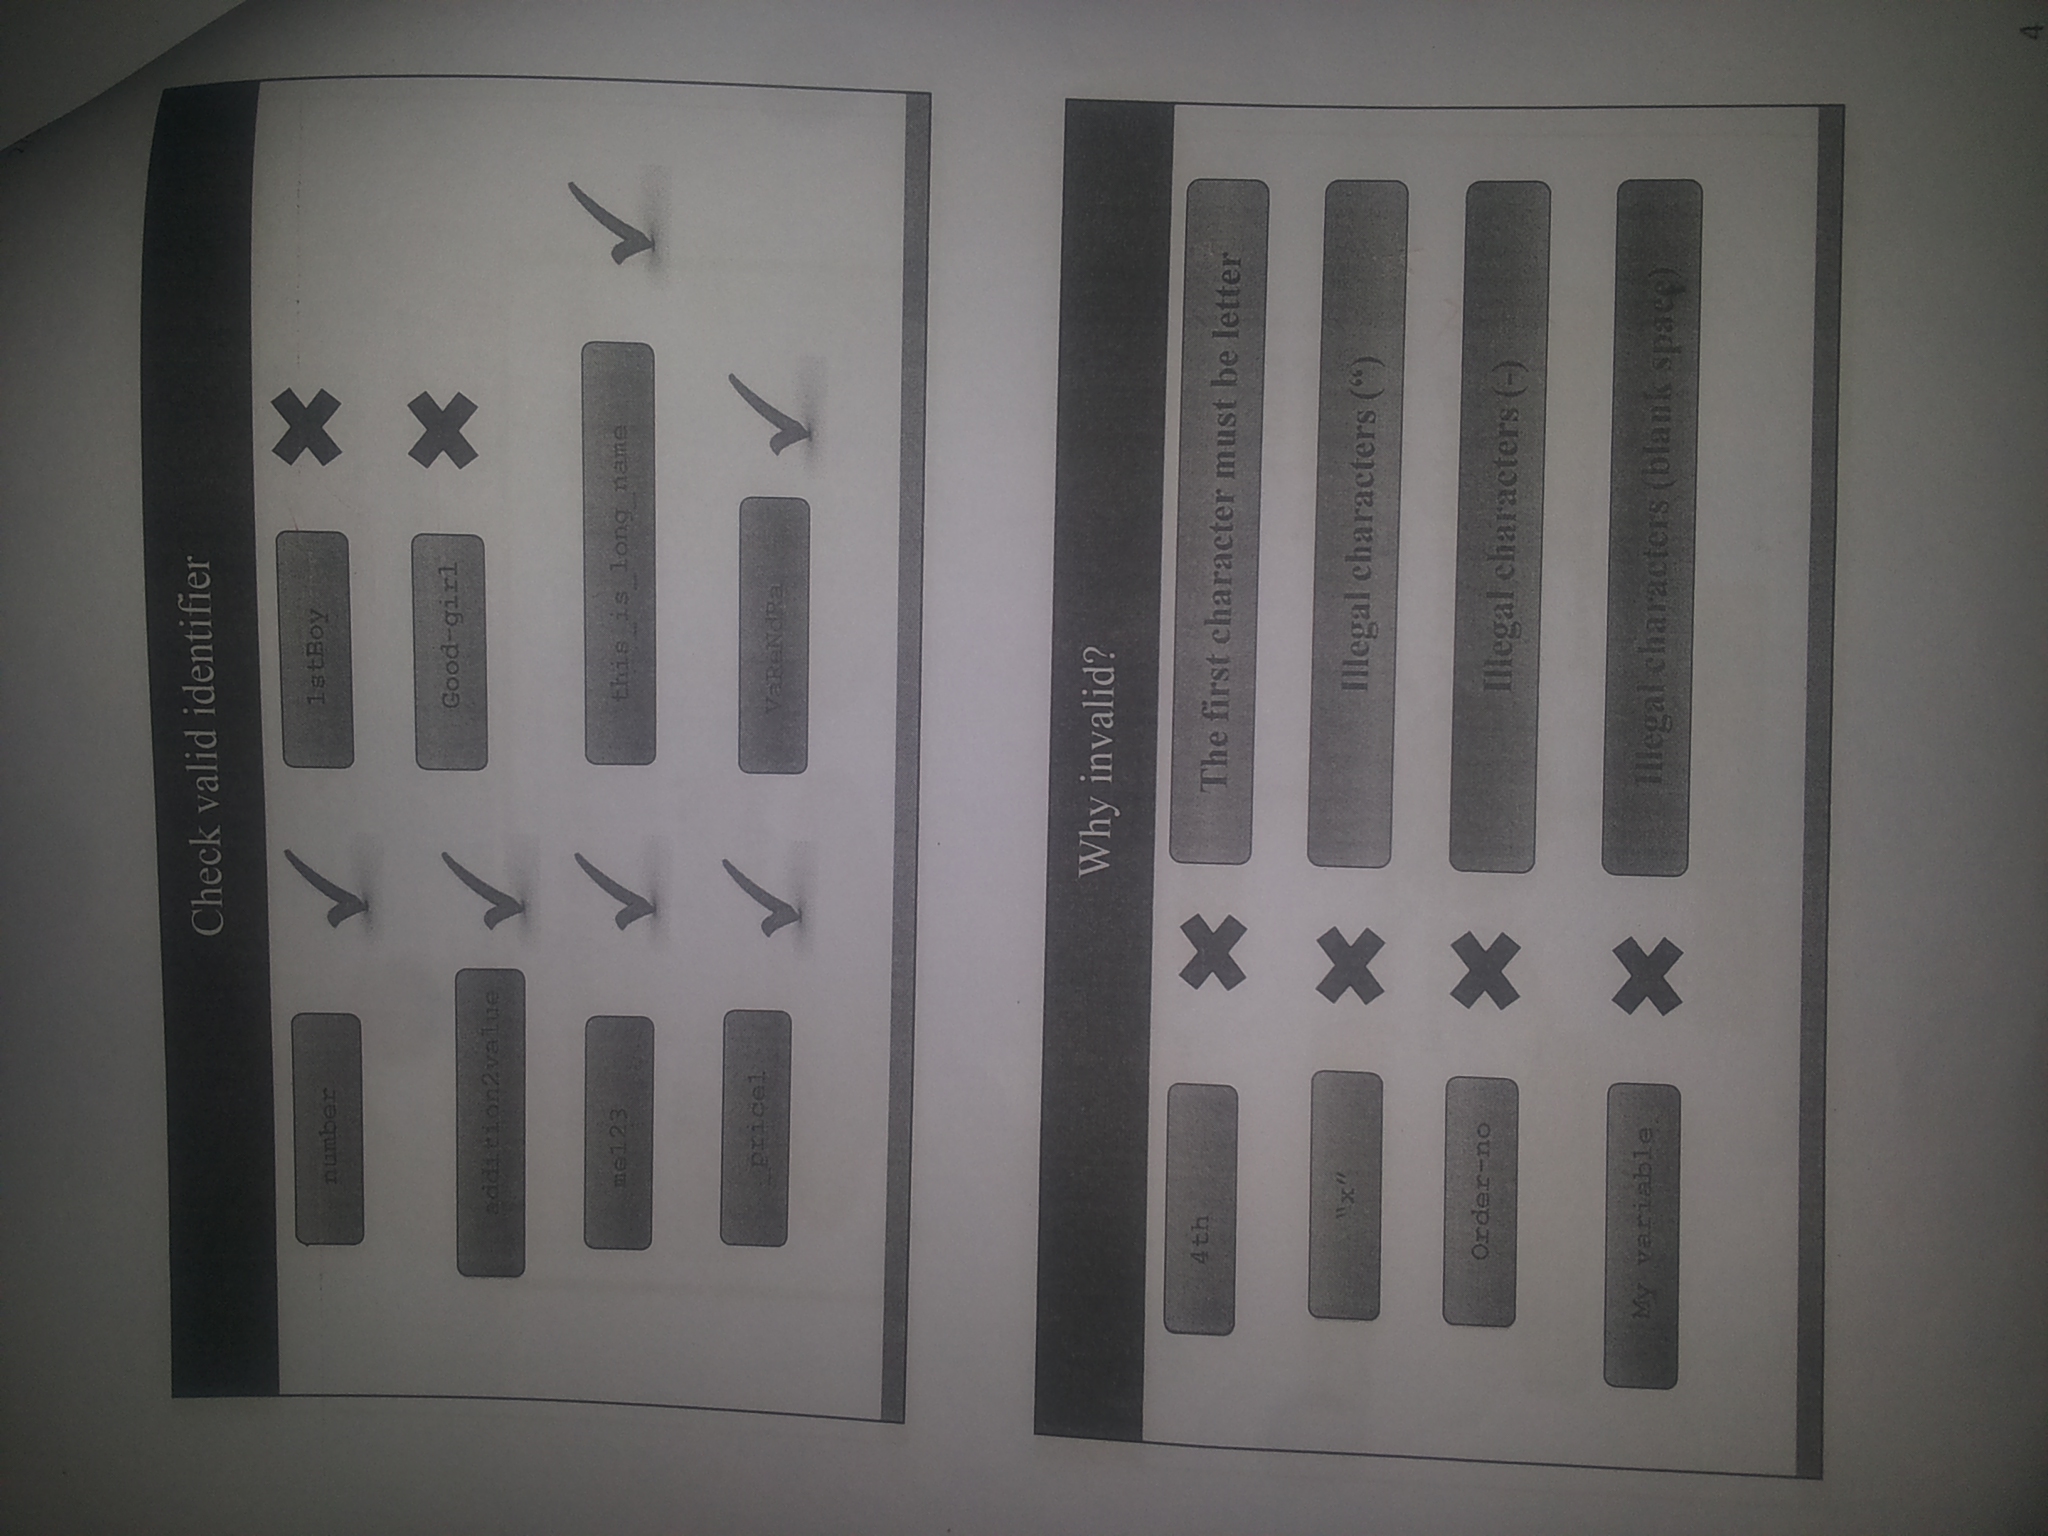 Check valid identifier
number
1stBoy
Good-girl
addition2value
me123
this_is_long_name
_price1
VaReNdRa
Why invalid?
4th
The first character must be letter
“x”
Illegal characters (“)
Order-no
Illegal characters (-)
My variable
Illegal characters (blank space)
4